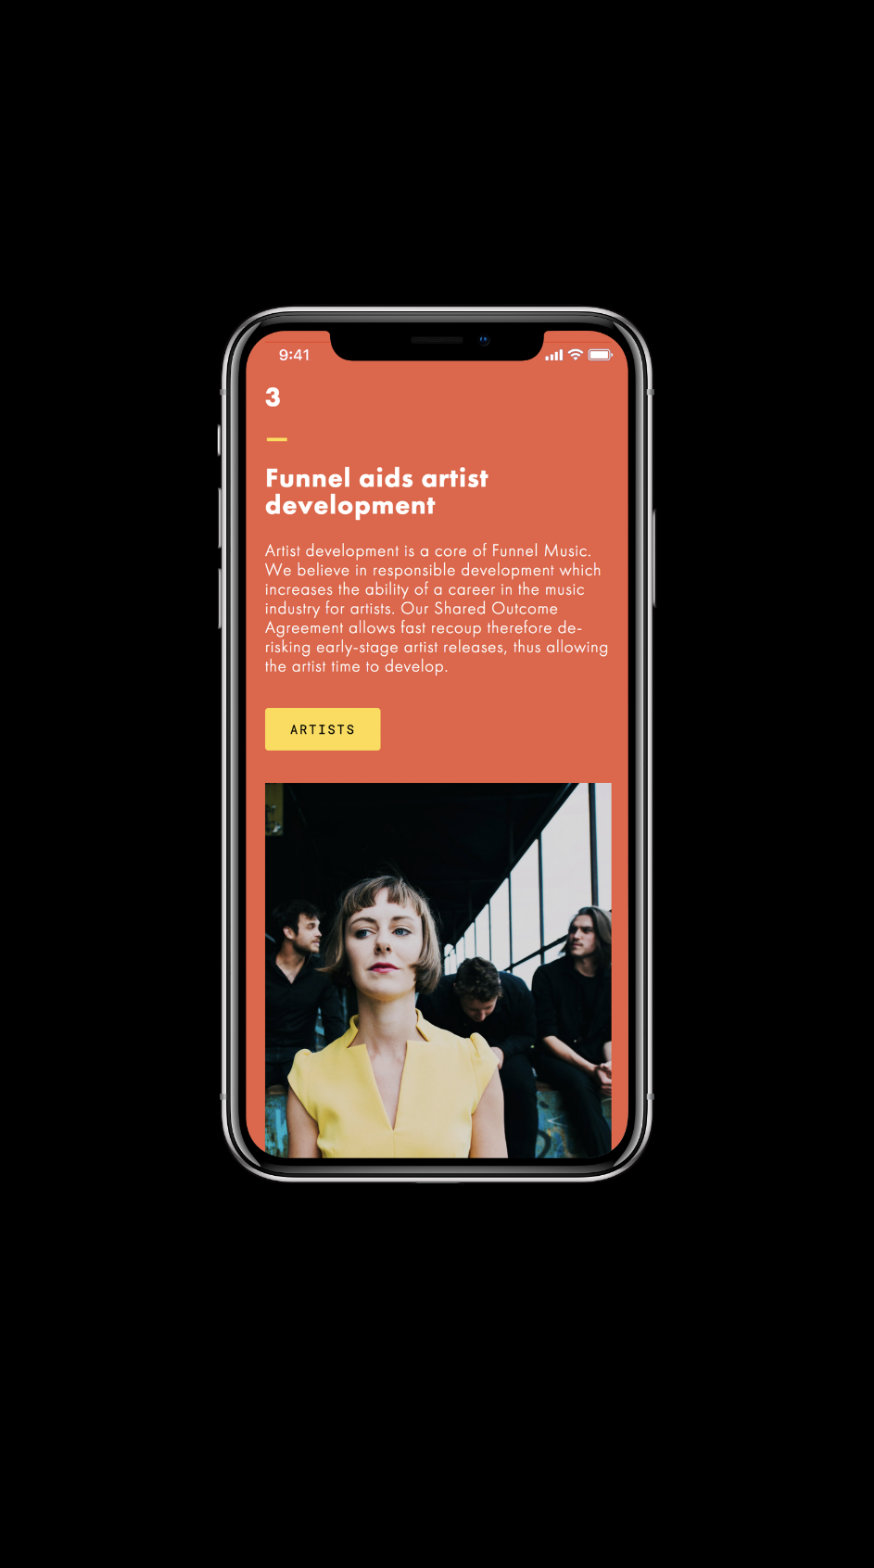 9:41
3
Funnel aids artist
development
Artist development is a core of Funnel Music.
We believe in responsible development which
increases the ability of a career in the music
industry for artists. Our Shared Outcome
Agreement allows fast recoup therefore de-
risking early-stage artist releases, thus allowing
the artist time to develop.
ARTISTS